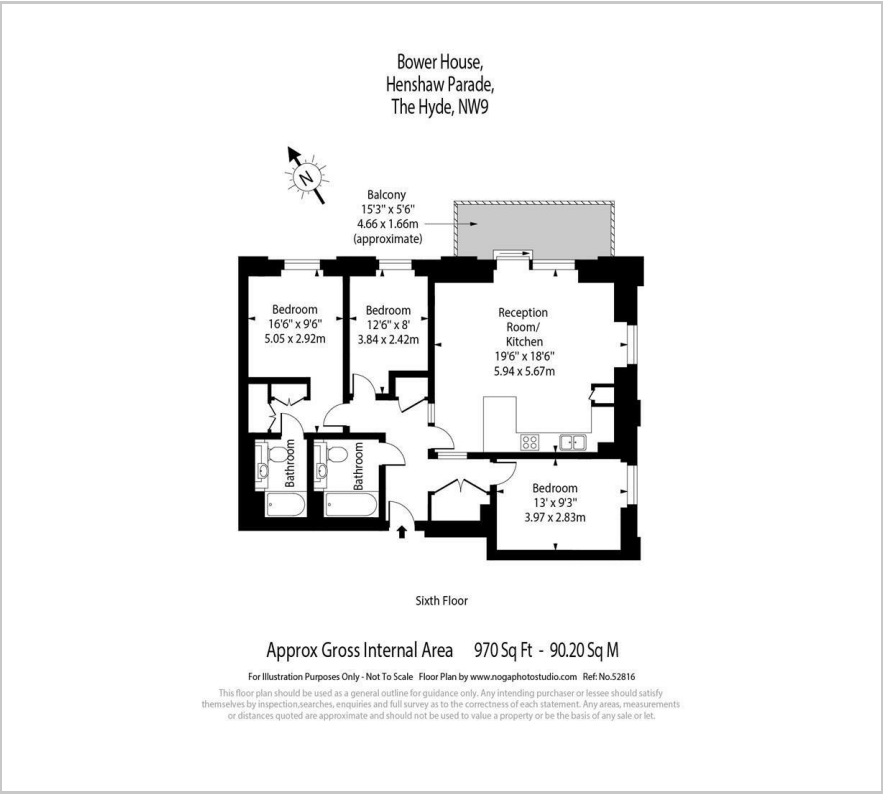 Bower House,
Henshaw Parade,
The Hyde, NW9
N
Balcony
15'3" x 5'6"
4.66 x 1.66m
(approximate)
Bedroom
16'6" x 9'6"
5.05 x 2.92m
Bedroom
12'6" x 8'
3.84 x 2.42m
Reception
Room/
Kitchen
19'6" x 18'6"
5.94 x 5.67m
Bathroom
Bathroom
Bedroom
13' x 9'3"
3.97 x 2.83m
Sixth Floor
Approx Gross Internal Area 970 Sq Ft - 90.20 Sq M
For Illustration Purposes Only - Not To Scale Floor Plan by www.nogaphotostudio.com Ref: No.52816
This floor plan should be used as a general outline for guidance only. Any intending purchaser or lessee should satisfy
themselves by inspection,searches, enquiries and full survey as to the correctness of each statement. Any areas, measurements
or distances quoted are approximate and should not be used to value a property or be the basis of any sale or let.